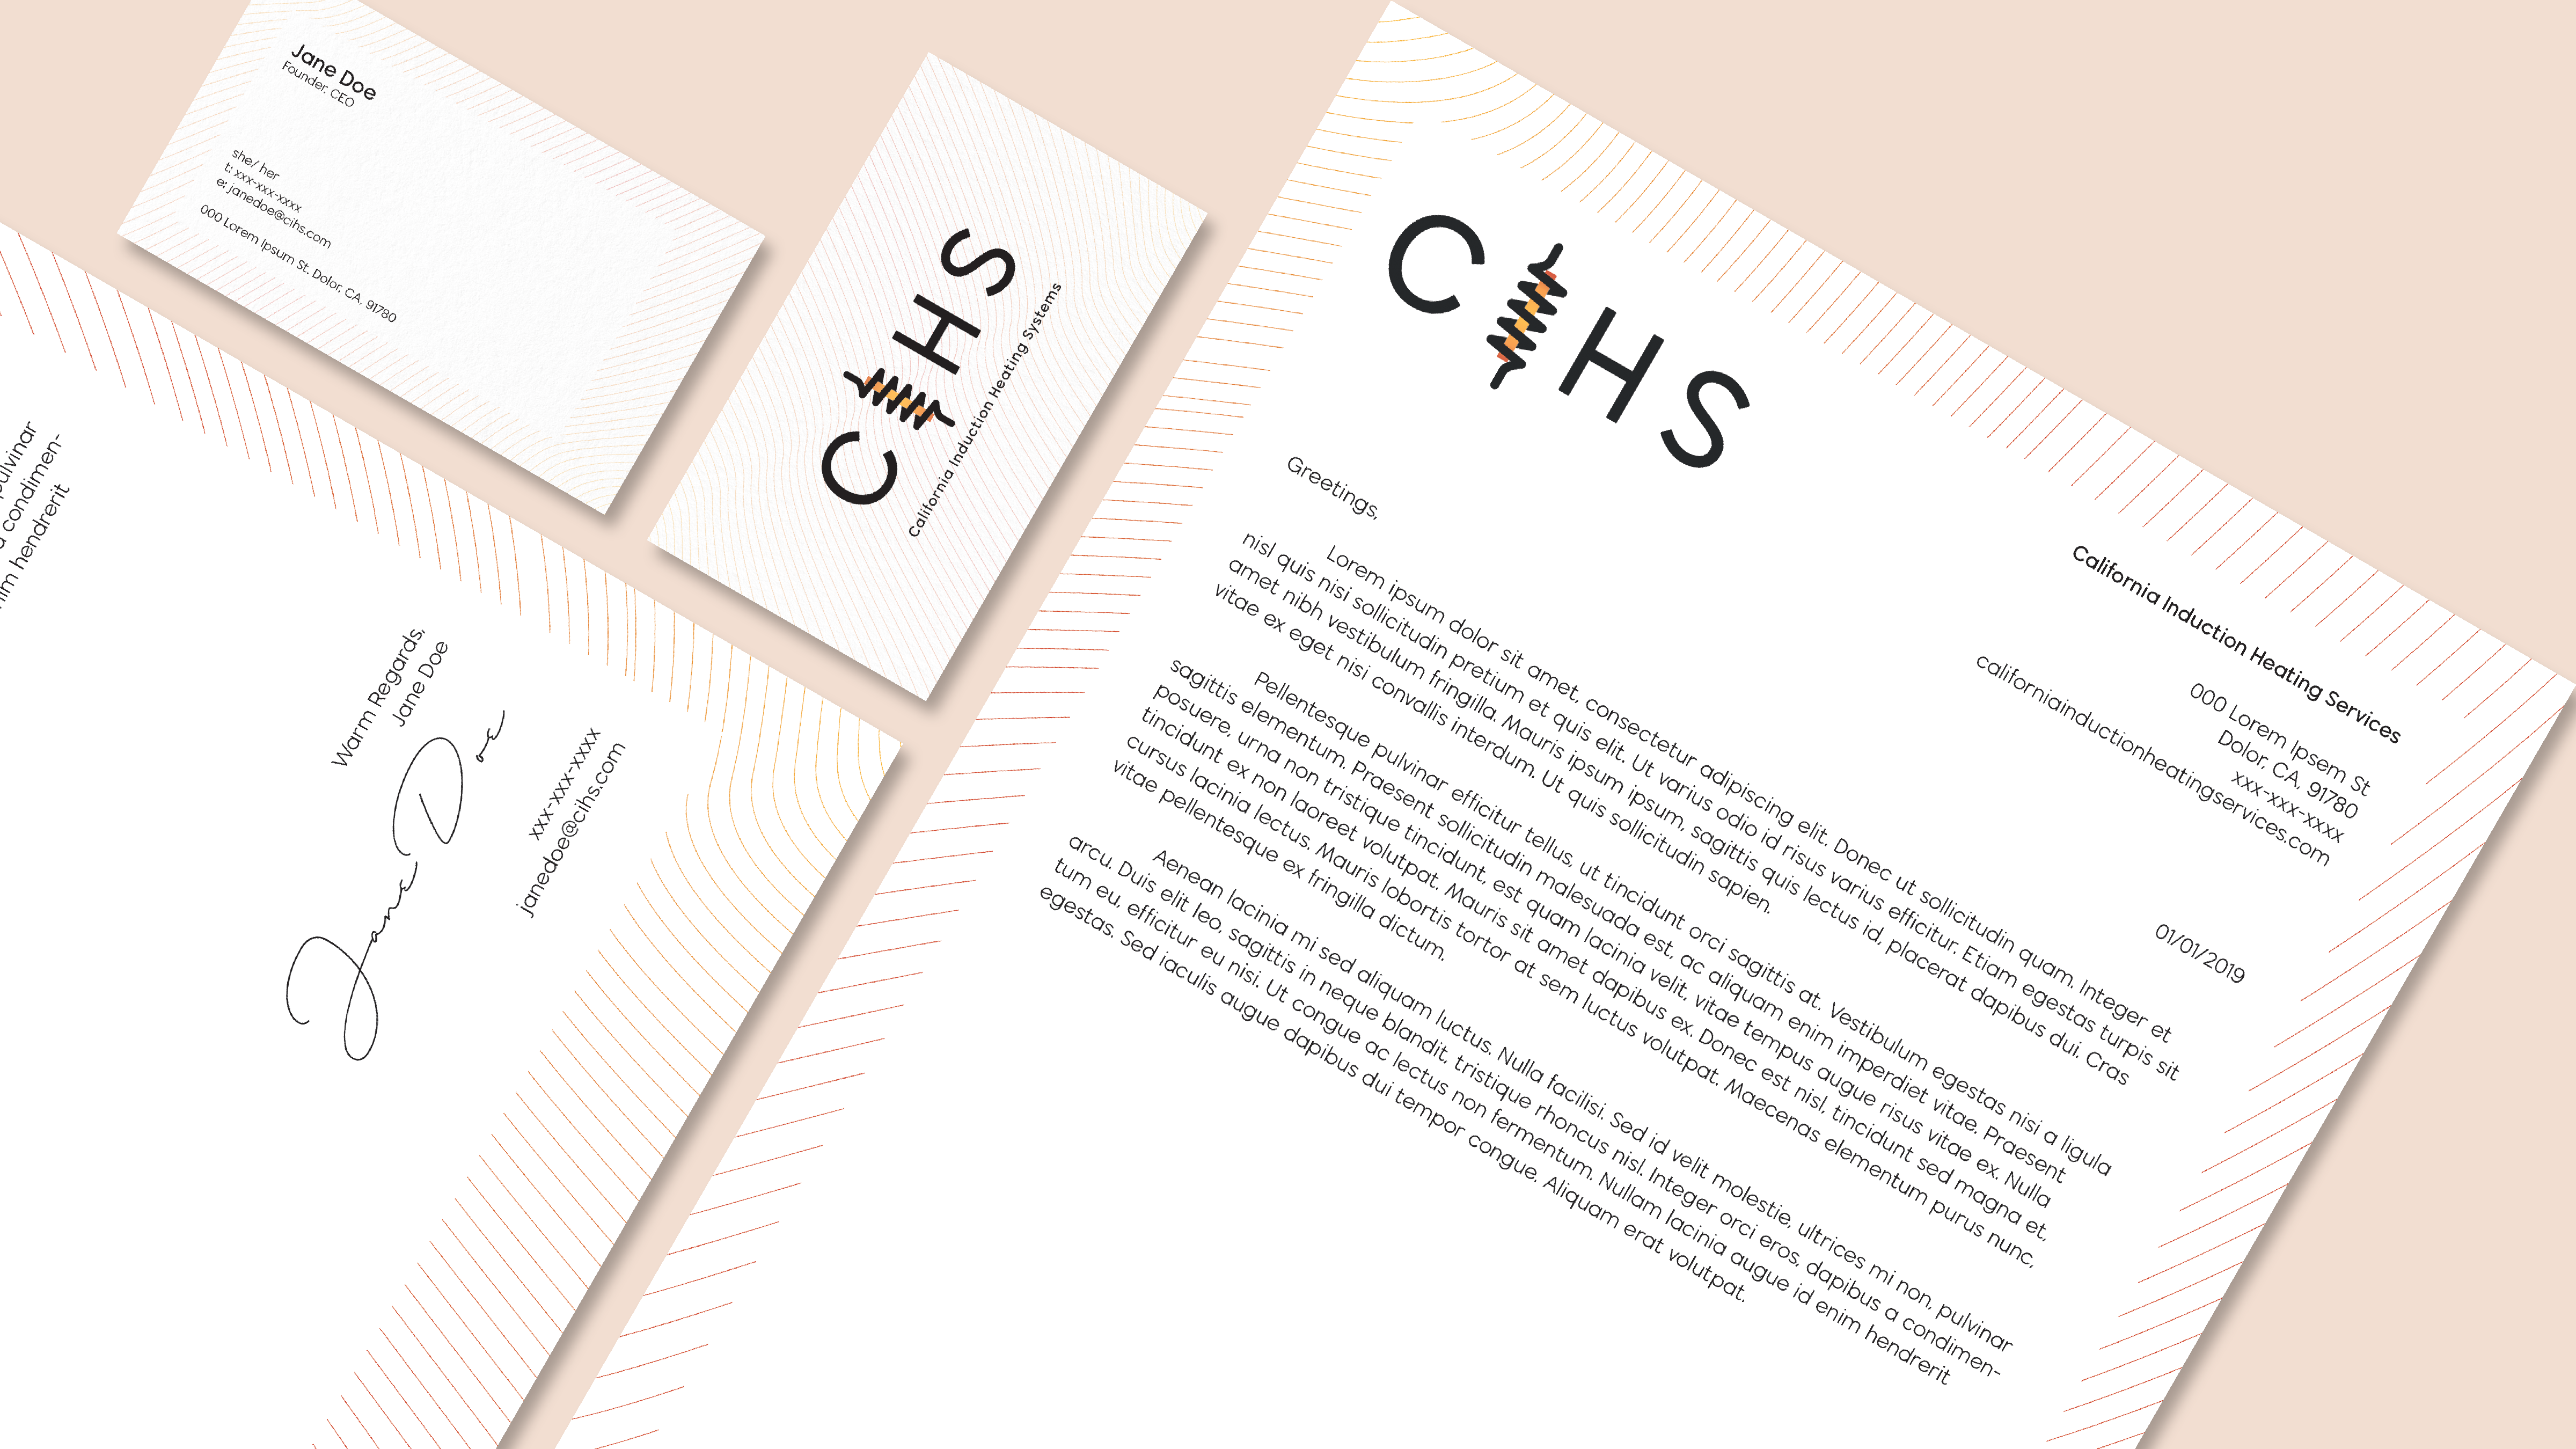 Jane Doe
Founder, CEO
she/ her
t: xxx-xxx-xxxx
e: janedoe@cihs.com
000 Lorem Ipsum St. Dolor, CA, 91780
C HS
California Induction Heating Systems
C HS
California Induction Heating Services
000 Lorem Ipsem St
Dolor, CA, 91780
xxx-xxx-xxxx
californiainductionheatingservices.com
01/01/2019
Greetings,
Lorem ipsum dolor sit amet, consectetur adipiscing elit. Donec ut sollicitudin quam. Integer et
nisl quis nisi sollicitudin pretium et quis elit. Ut varius odio id risus varius efficitur. Etiam egestas turpis sit
amet nibh vestibulum fringilla. Mauris ipsum ipsum, sagittis quis lectus id, placerat dapibus dui. Cras
vitae ex eget nisi convallis interdum. Ut quis sollicitudin sapien.
Pellentesque pulvinar efficitur tellus, ut tincidunt orci sagittis at. Vestibulum egestas nisi a ligula
sagittis elementum. Praesent sollicitudin malesuada est, ac aliquam enim imperdiet vitae. Praesent
posuere, urna non tristique tincidunt, est quam lacinia velit, vitae tempus augue risus vitae ex. Nulla
tincidunt ex non laoreet volutpat. Mauris sit amet dapibus ex. Donec est nisl, tincidunt sed magna et,
cursus lacinia lectus. Mauris lobortis tortor at sem luctus volutpat. Maecenas elementum purus nunc,
vitae pellentesque ex fringilla dictum.
Aenean lacinia mi sed aliquam luctus. Nulla facilisi. Sed id velit molestie, ultrices mi non, pulvinar
arcu. Duis elit leo, sagittis in neque blandit, tristique rhoncus nisl. Integer orci eros, dapibus a condimen-
tum eu, efficitur eu nisi. Ut congue ac lectus non fermentum. Nullam lacinia augue id enim hendrerit
egestas. Sed iaculis augue dapibus dui tempor congue. Aliquam erat volutpat.
pulvinar
a condimen-
enim hendrerit
Warm Regards,
Jane Doe
Jane Doe
xxx-xxx-xxxx
janedoe@cihs.com